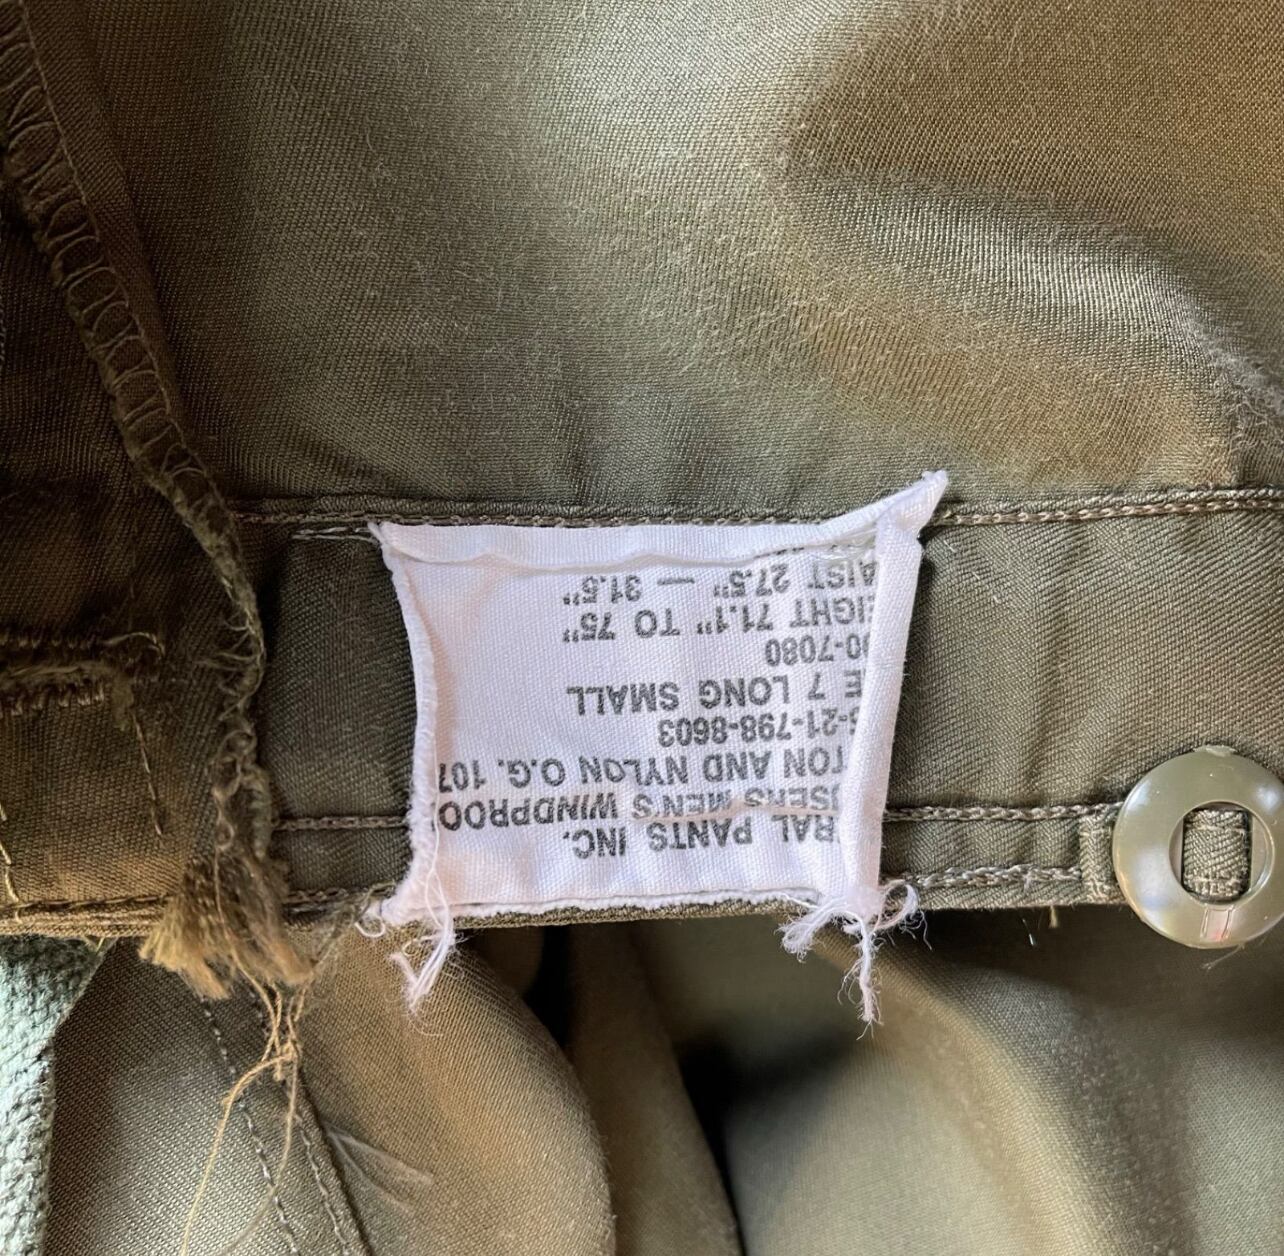 RAL PANTS INC.
USERS MEN'S WINDPROO
TON AND NYLON O.G. 107
-21-798-8603
E 7 LONG SMALL
00-7080
EIGHT 71.1" TO 75"
AIST 27.5" — 31.5"